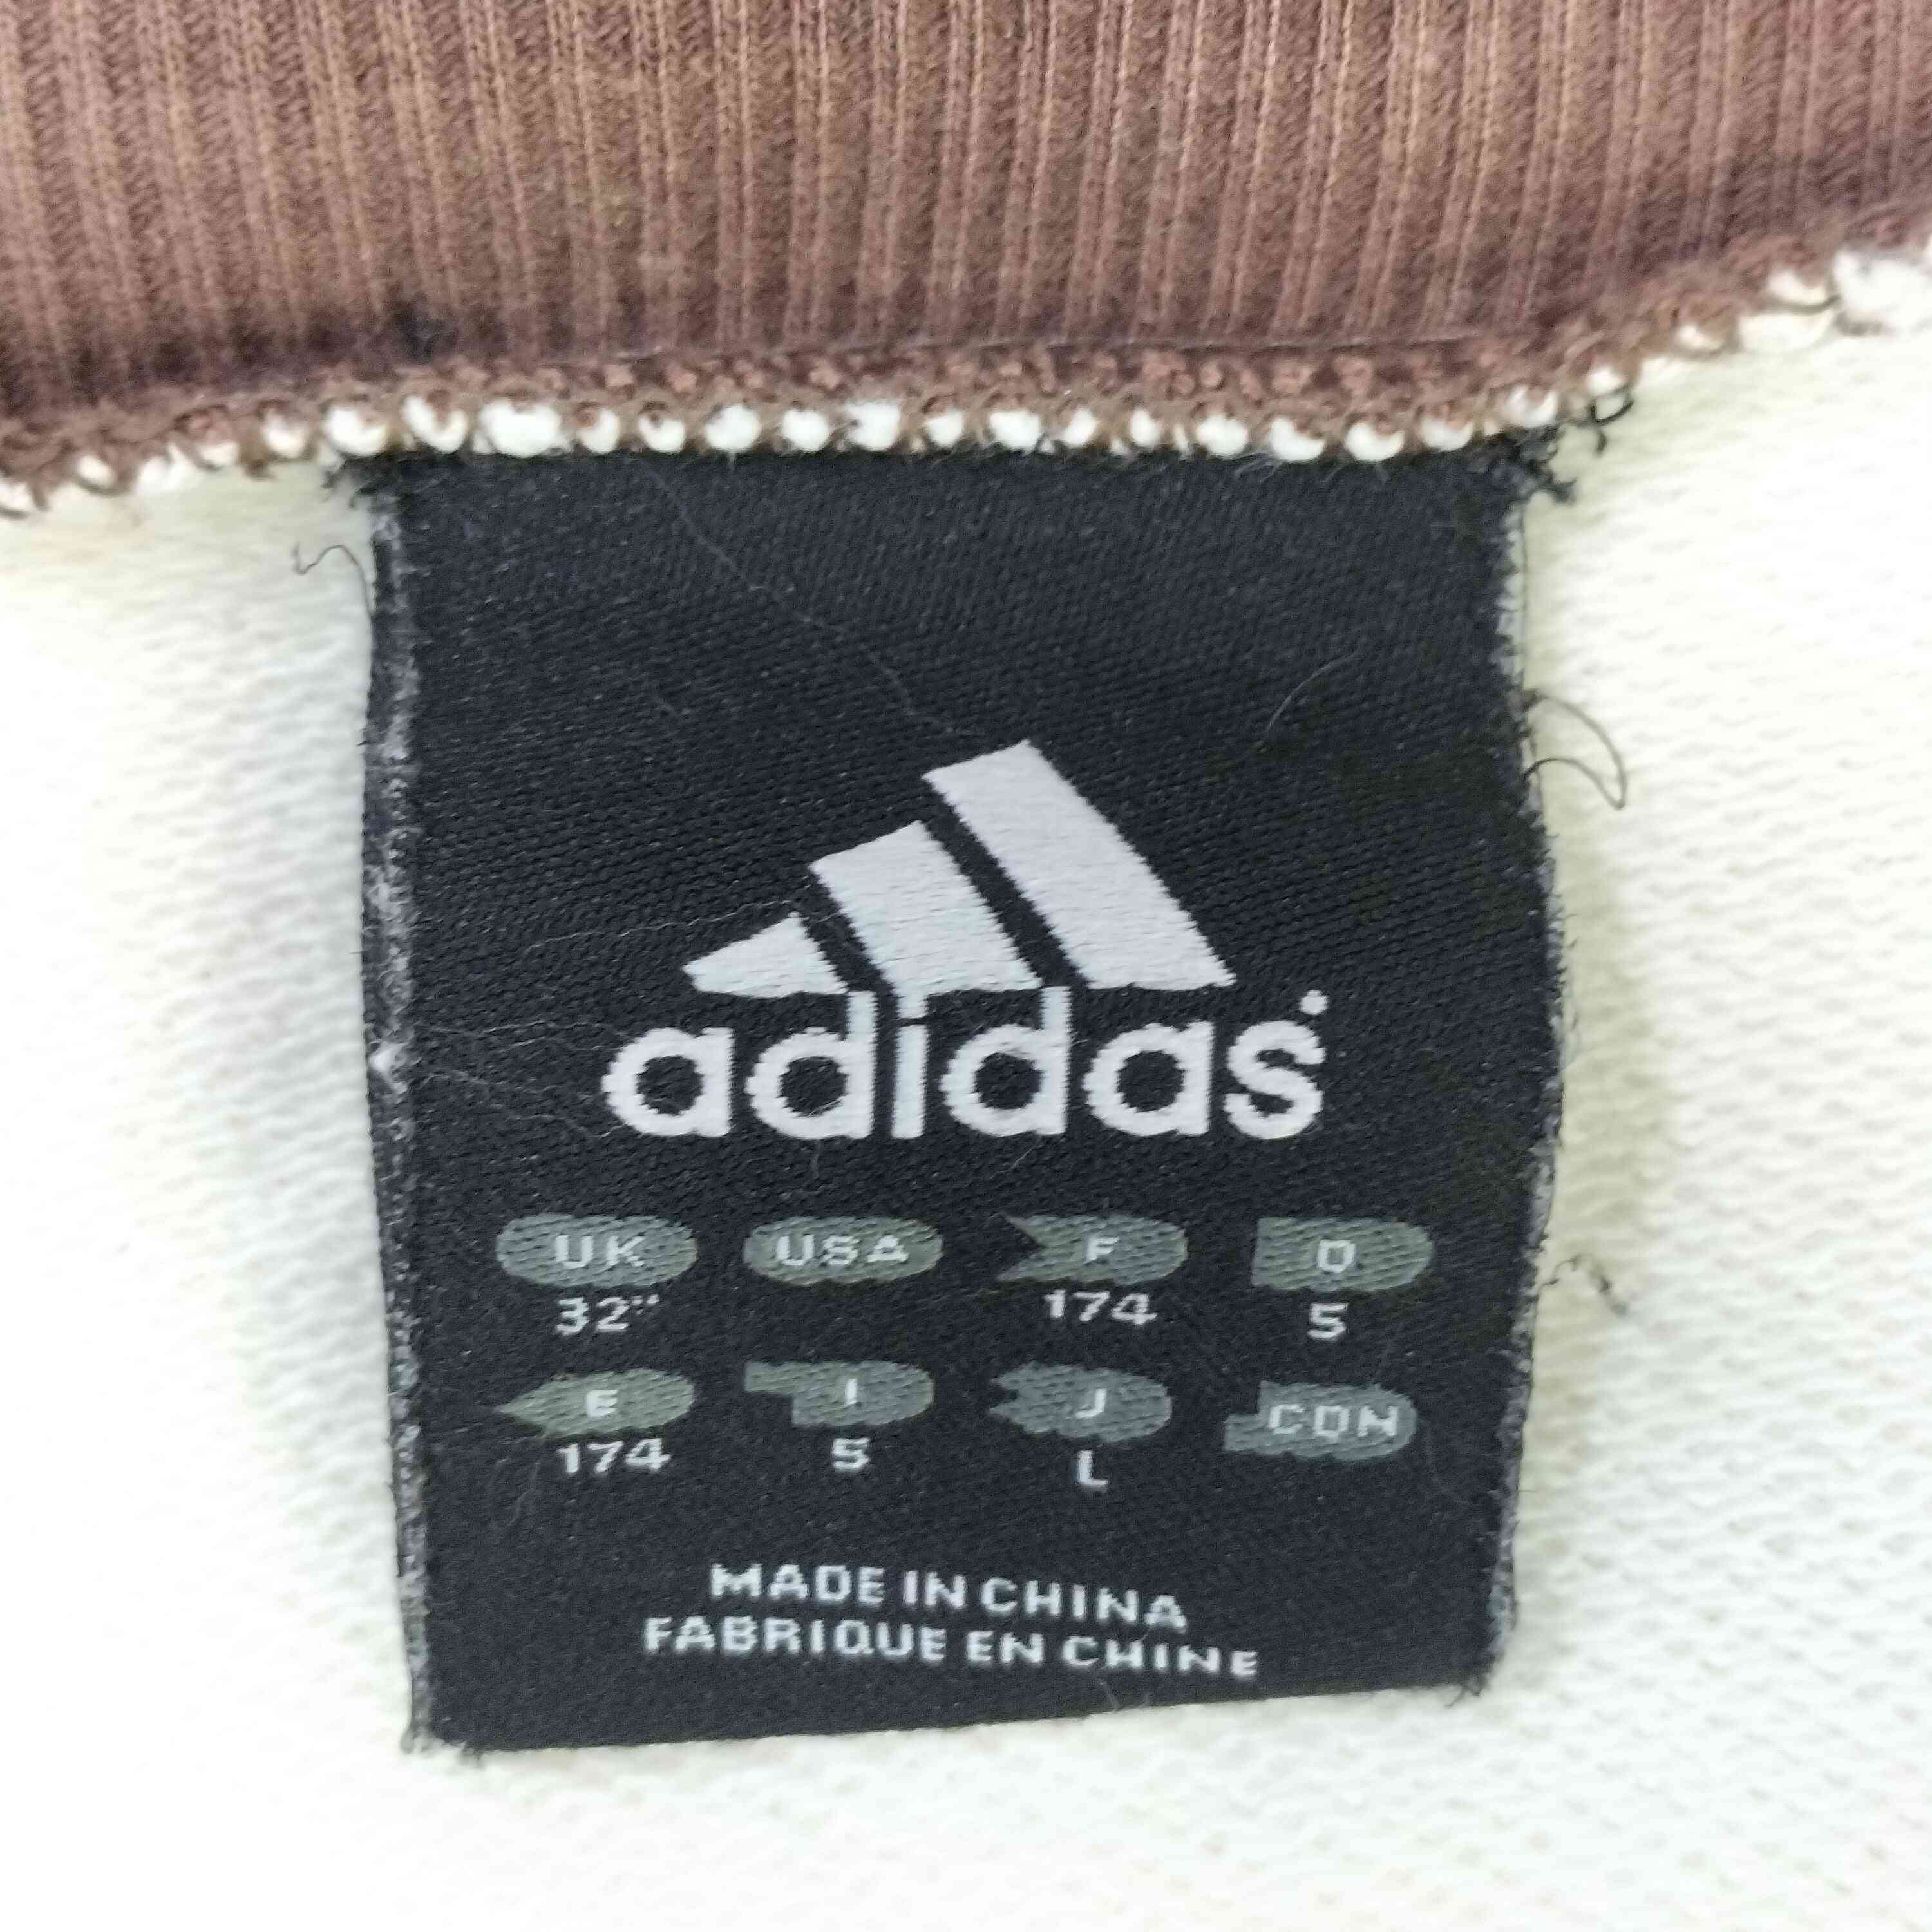 adidas
UK USA F D
32" 174 5
E I J CDN
174 5 L
MADE IN CHINA
FABRIQUE EN CHINE